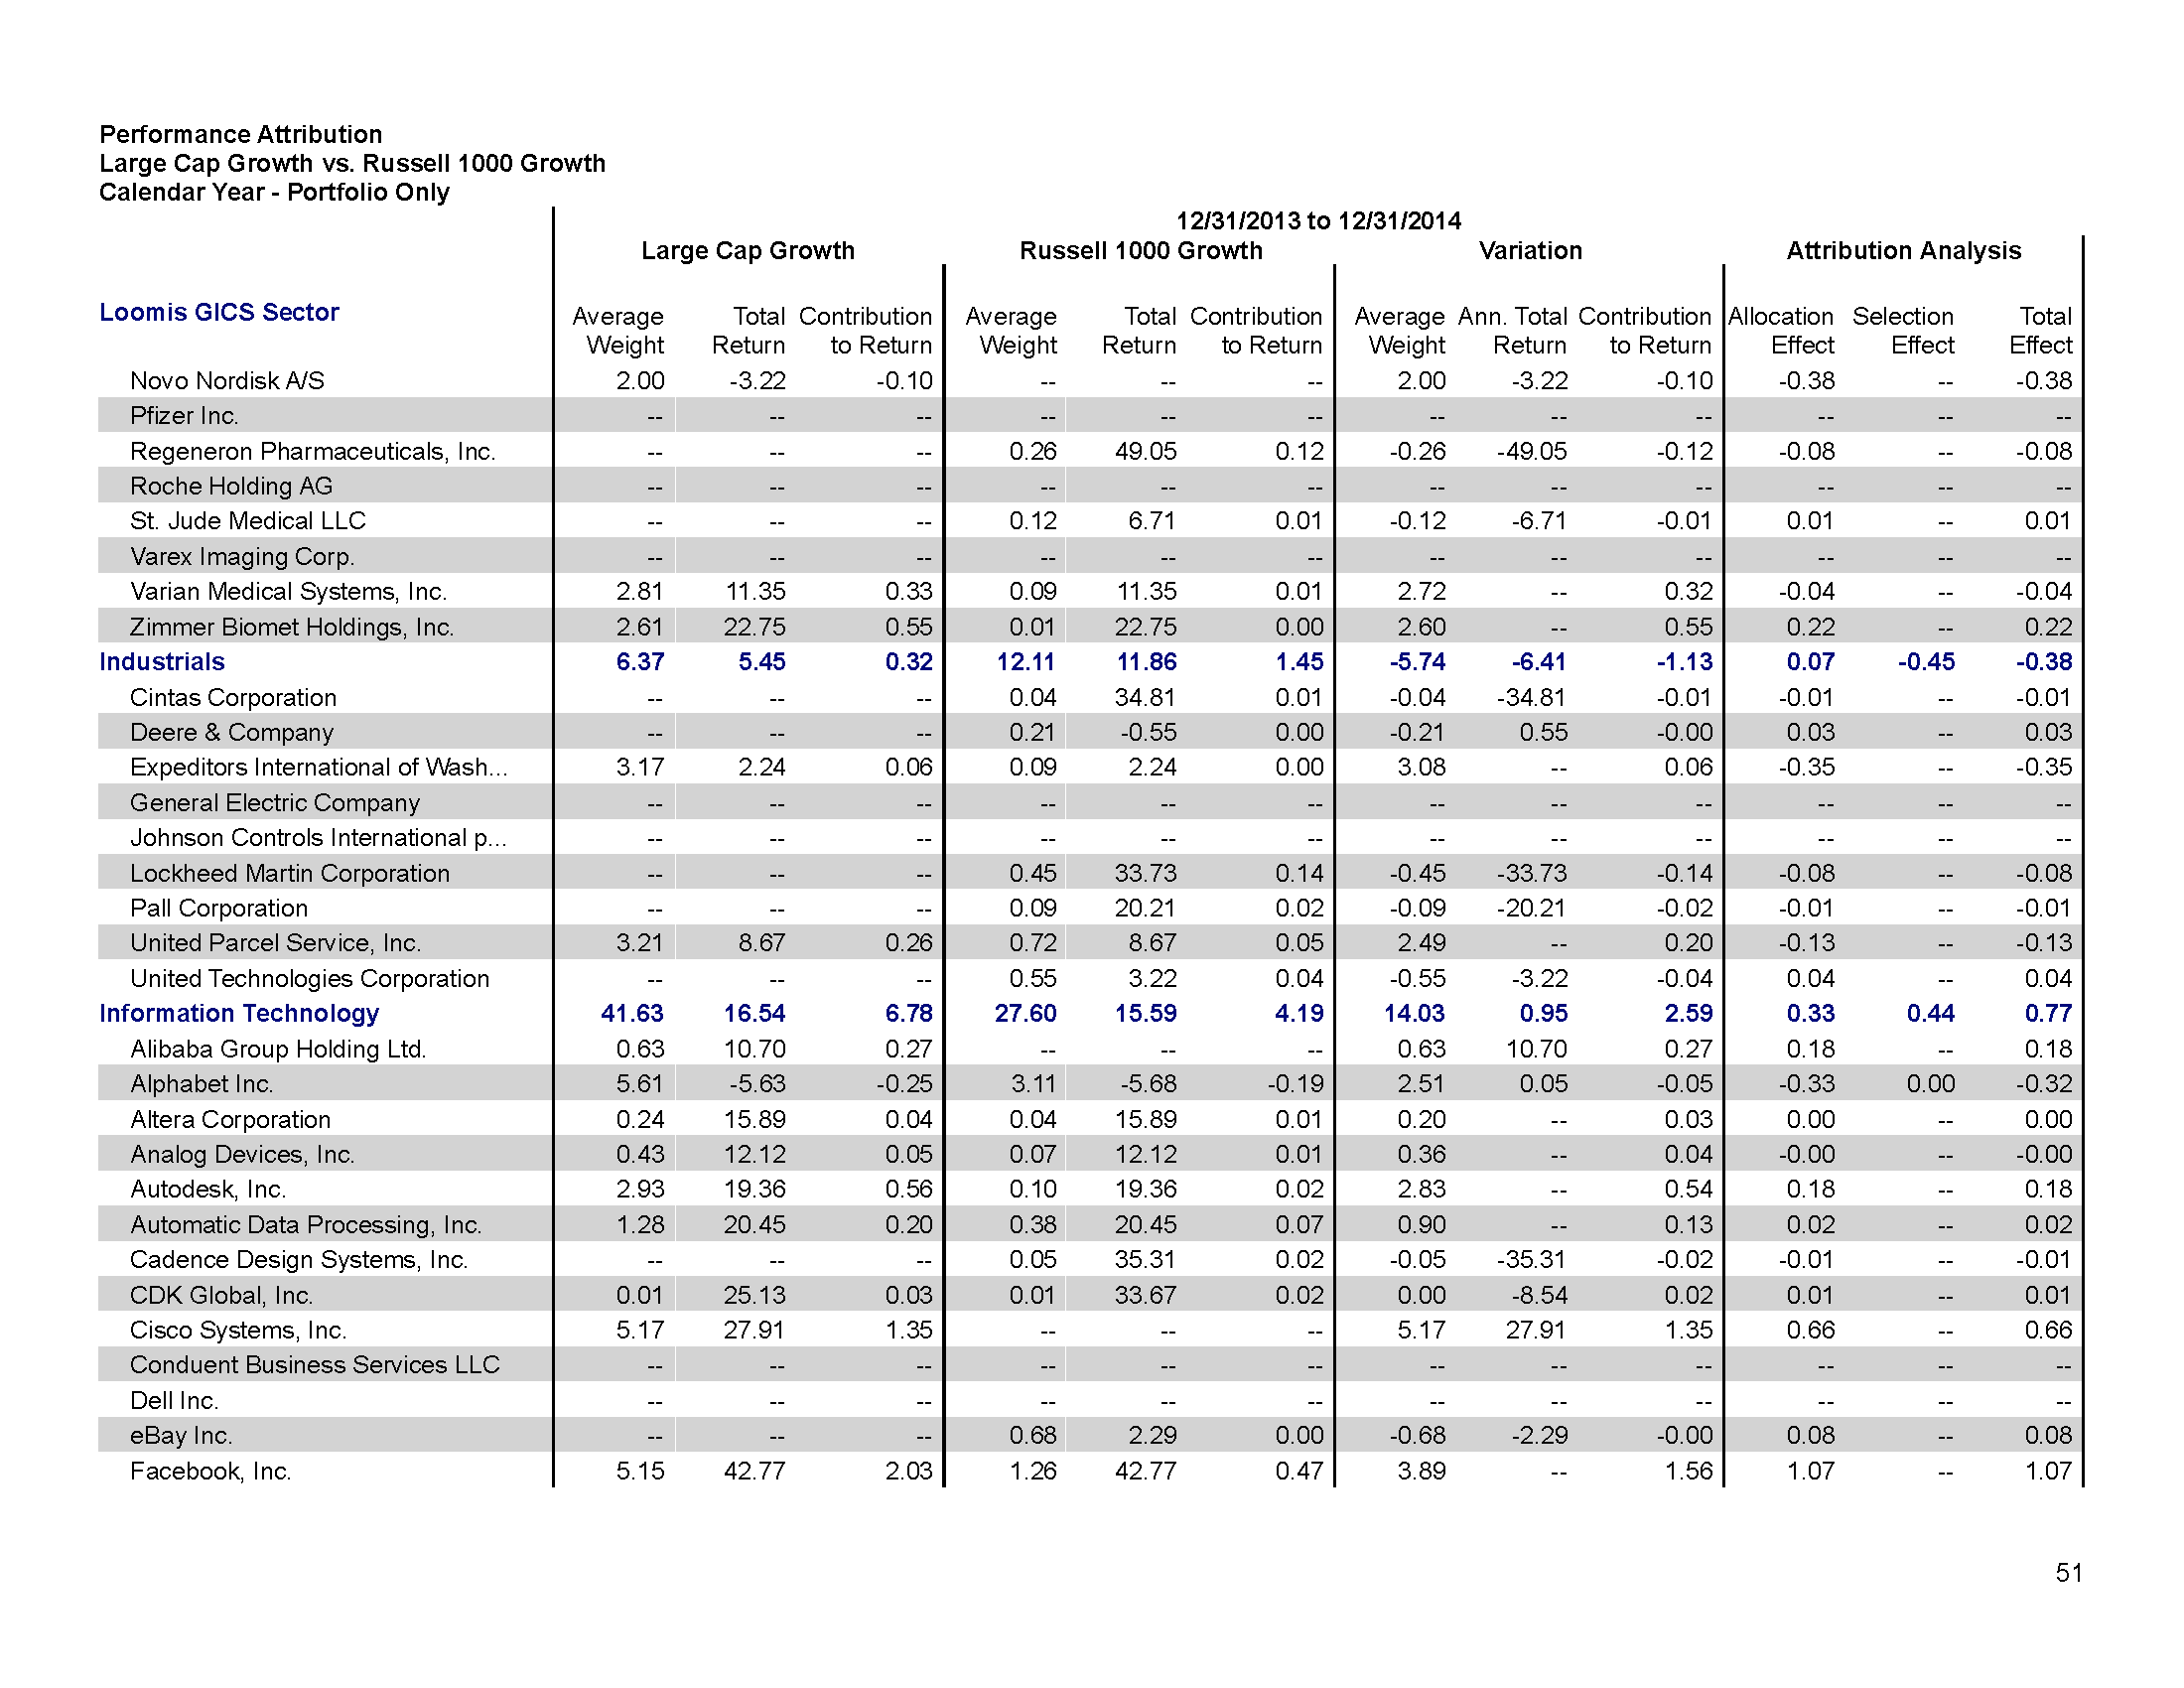 Performance Attribution
Large Cap Growth vs. Russell 1000 Growth
Calendar Year - Portfolio Only
12/31/2013 to 12/31/2014
Large Cap Growth Russell 1000 Growth Variation Attribution Analysis
Loomis GICS Sector Average Total Contribution Average Total Contribution Average Ann. Total Contribution Allocation Selection Total
Weight Return to Return Weight Return to Return Weight Return to Return Effect Effect Effect
Novo Nordisk A/S 2.00 -3.22 -0.10 -- -- -- 2.00 -3.22 -0.10 -0.38 -- -0.38
Pfizer Inc. -- -- -- -- -- -- -- -- -- -- -- --
Regeneron Pharmaceuticals, Inc. -- -- -- 0.26 49.05 0.12 -0.26 -49.05 -0.12 -0.08 -- -0.08
Roche Holding AG -- -- -- -- -- -- -- -- -- -- -- --
St. Jude Medical LLC -- -- -- 0.12 6.71 0.01 -0.12 -6.71 -0.01 0.01 -- 0.01
Varex Imaging Corp. -- -- -- -- -- -- -- -- -- -- -- --
Varian Medical Systems, Inc. 2.81 11.35 0.33 0.09 11.35 0.01 2.72 -- 0.32 -0.04 -- -0.04
Zimmer Biomet Holdings, Inc. 2.61 22.75 0.55 0.01 22.75 0.00 2.60 -- 0.55 0.22 -- 0.22
Industrials 6.37 5.45 0.32 12.11 11.86 1.45 -5.74 -6.41 -1.13 0.07 -0.45 -0.38
Cintas Corporation -- -- -- 0.04 34.81 0.01 -0.04 -34.81 -0.01 -0.01 -- -0.01
Deere & Company -- -- -- 0.21 -0.55 0.00 -0.21 0.55 -0.00 0.03 -- 0.03
Expeditors International of Wash... 3.17 2.24 0.06 0.09 2.24 0.00 3.08 -- 0.06 -0.35 -- -0.35
General Electric Company -- -- -- -- -- -- -- -- -- -- -- --
Johnson Controls International p... -- -- -- -- -- -- -- -- -- -- -- --
Lockheed Martin Corporation -- -- -- 0.45 33.73 0.14 -0.45 -33.73 -0.14 -0.08 -- -0.08
Pall Corporation -- -- -- 0.09 20.21 0.02 -0.09 -20.21 -0.02 -0.01 -- -0.01
United Parcel Service, Inc. 3.21 8.67 0.26 0.72 8.67 0.05 2.49 -- 0.20 -0.13 -- -0.13
United Technologies Corporation -- -- -- 0.55 3.22 0.04 -0.55 -3.22 -0.04 0.04 -- 0.04
Information Technology 41.63 16.54 6.78 27.60 15.59 4.19 14.03 0.95 2.59 0.33 0.44 0.77
Alibaba Group Holding Ltd. 0.63 10.70 0.27 -- -- -- 0.63 10.70 0.27 0.18 -- 0.18
Alphabet Inc. 5.61 -5.63 -0.25 3.11 -5.68 -0.19 2.51 0.05 -0.05 -0.33 0.00 -0.32
Altera Corporation 0.24 15.89 0.04 0.04 15.89 0.01 0.20 -- 0.03 0.00 -- 0.00
Analog Devices, Inc. 0.43 12.12 0.05 0.07 12.12 0.01 0.36 -- 0.04 -0.00 -- -0.00
Autodesk, Inc. 2.93 19.36 0.56 0.10 19.36 0.02 2.83 -- 0.54 0.18 -- 0.18
Automatic Data Processing, Inc. 1.28 20.45 0.20 0.38 20.45 0.07 0.90 -- 0.13 0.02 -- 0.02
Cadence Design Systems, Inc. -- -- -- 0.05 35.31 0.02 -0.05 -35.31 -0.02 -0.01 -- -0.01
CDK Global, Inc. 0.01 25.13 0.03 0.01 33.67 0.02 0.00 -8.54 0.02 0.01 -- 0.01
Cisco Systems, Inc. 5.17 27.91 1.35 -- -- -- 5.17 27.91 1.35 0.66 -- 0.66
Conduent Business Services LLC -- -- -- -- -- -- -- -- -- -- -- --
Dell Inc. -- -- -- -- -- -- -- -- -- -- -- --
eBay Inc. -- -- -- 0.68 2.29 0.00 -0.68 -2.29 -0.00 0.08 -- 0.08
Facebook, Inc. 5.15 42.77 2.03 1.26 42.77 0.47 3.89 -- 1.56 1.07 -- 1.07
51